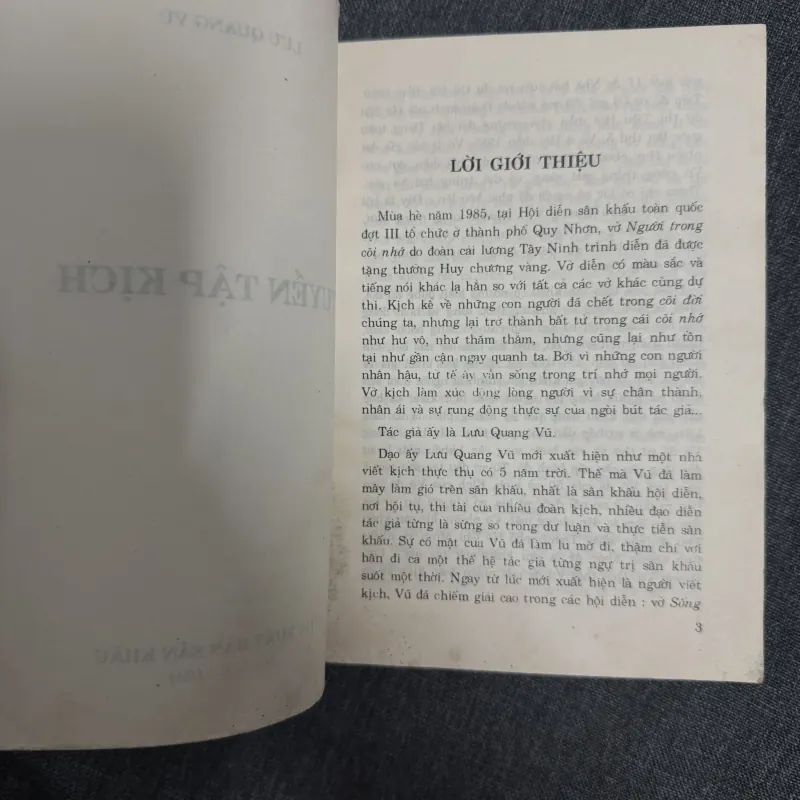 LƯU QUANG VŨ
TUYỂN TẬP KỊCH
XUẤT BẢN SÂN KHẤU
LỜI GIỚI THIỆU
Mùa hè năm 1985, tại Hội diễn sân khấu toàn quốc
đợt III tổ chức ở thành phố Quy Nhơn, vở Người trong
cõi nhớ do đoàn cải lương Tây Ninh trình diễn đã được
tặng thưởng Huy chương vàng. Vở diễn có màu sắc và
tiếng nói khác lạ hẳn so với tất cả các vở khác cùng dự
thi. Kịch kể về những con người đã chết trong cõi đời
chúng ta, nhưng lại trở thành bất tử trong cái cõi nhớ
như hư vô, như thăm thẳm, nhưng cũng lại như tồn
tại như gần cận ngay quanh ta. Bởi vì những con người
nhân hậu, tử tế ấy vẫn sống trong trí nhớ mọi người.
Vở kịch làm xúc động lòng người vì sự chân thành,
nhân ái và sự rung động thực sự của ngòi bút tác giả...
Tác giả ấy là Lưu Quang Vũ.
Dạo ấy Lưu Quang Vũ mới xuất hiện như một nhà
viết kịch thực thụ có 5 năm trời. Thế mà Vũ đã làm
mây làm gió trên sân khấu, nhất là sân khấu hội diễn,
nơi hội tụ, thi tài của nhiều đoàn kịch, nhiều đạo diễn
tác giả từng là sừng sỏ trong dư luận và thực tiễn sân
khấu. Sự có mặt của Vũ đã làm lu mờ đi, thậm chí vơi
hẳn đi cả một thế hệ tác giả từng ngự trị sân khấu
suốt một thời. Ngay từ lúc mới xuất hiện là người viết
kịch, Vũ đã chiếm giải cao trong các hội diễn : vở Sống
3